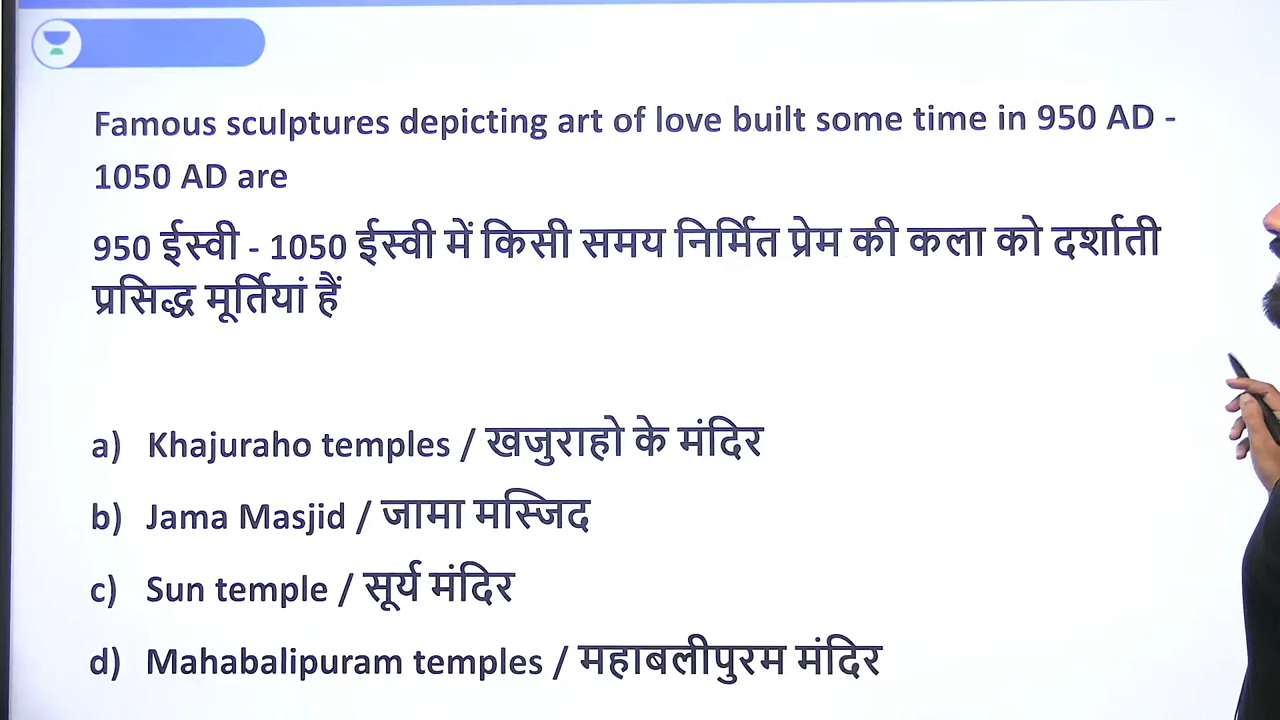 Famous sculptures depicting art of love built some time in 950 AD -
1050 AD are
950 ईस्वी - 1050 ईस्वी में किसी समय निर्मित प्रेम की कला को दर्शाती
प्रसिद्ध मूर्तियां हैं
a) Khajuraho temples / खजुराहो के मंदिर
b) Jama Masjid / जामा मस्जिद
c) Sun temple / सूर्य मंदिर
d) Mahabalipuram temples / महाबलीपुरम मंदिर